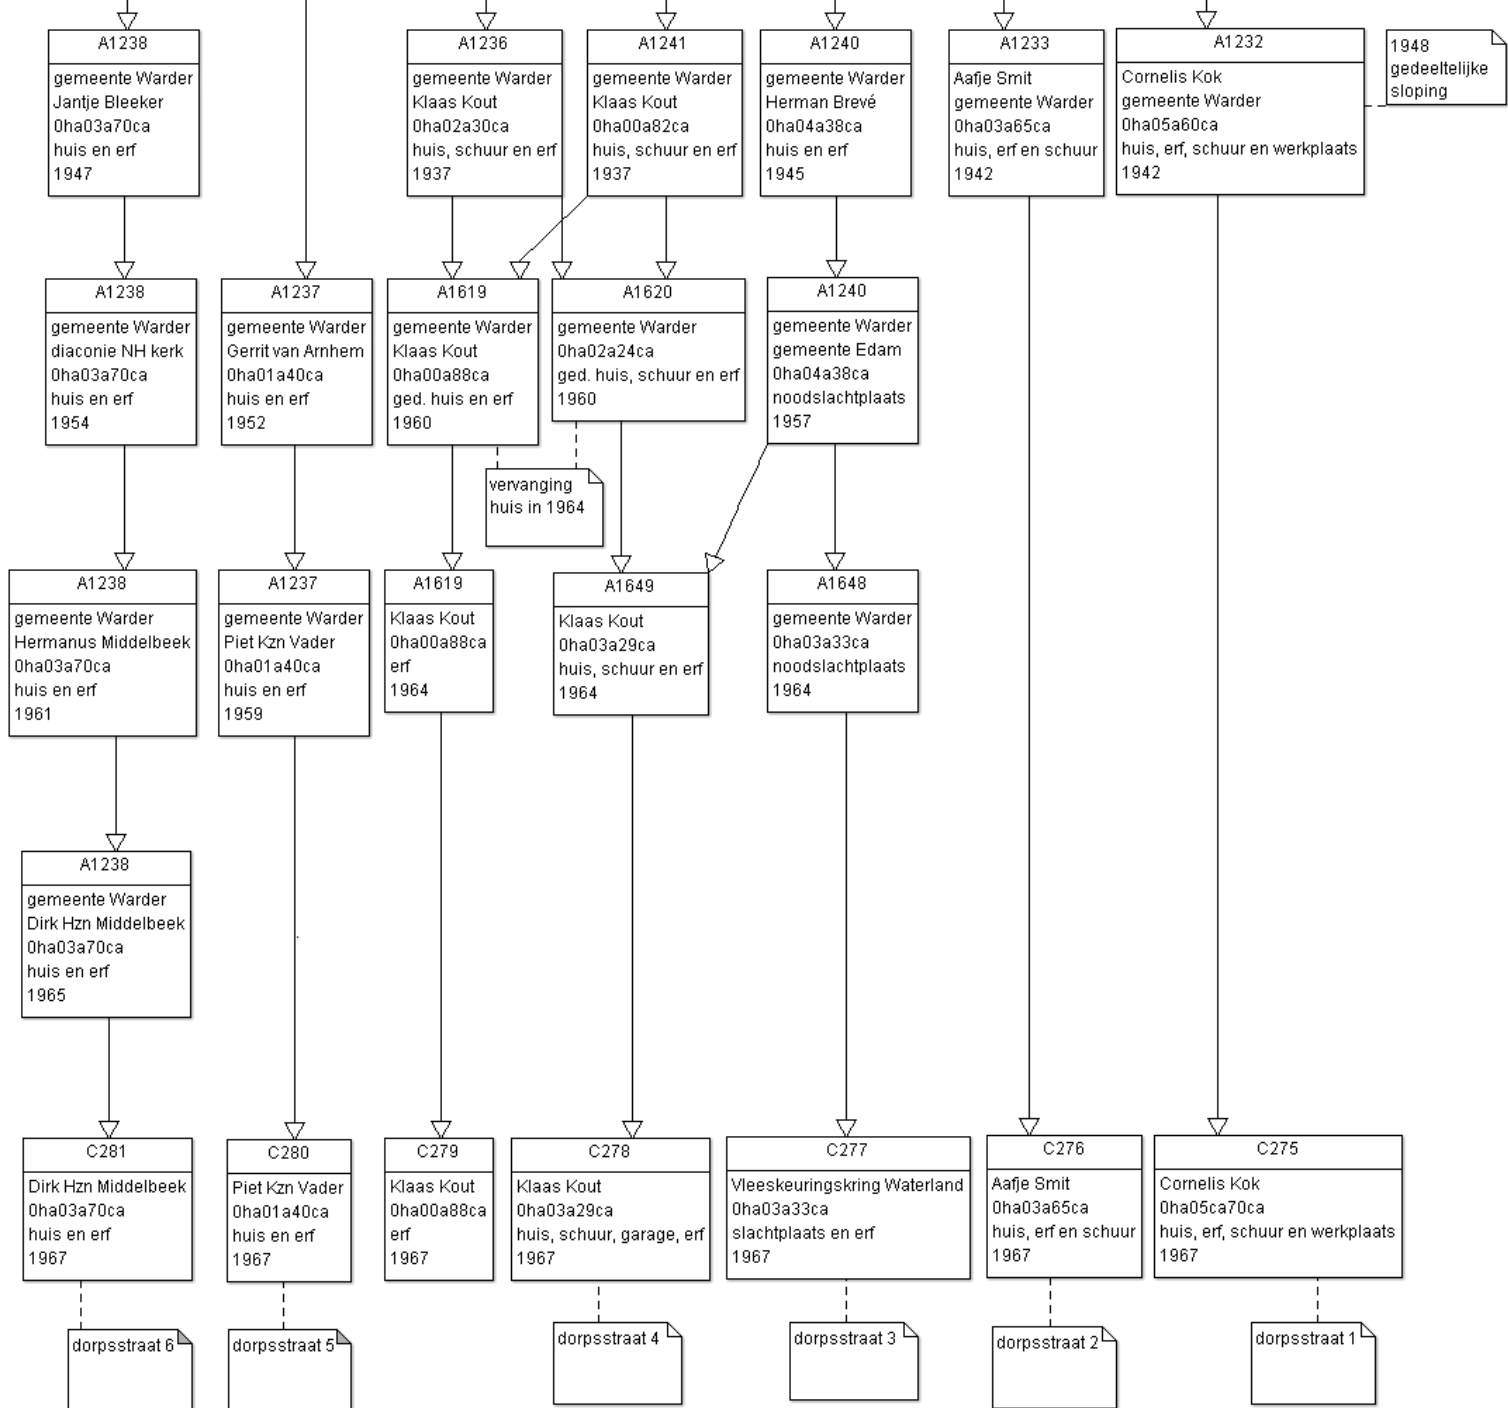 A1238
gemeente Warder
Jantje Bleeker
0ha03a70ca
huis en erf
1947
A1236
gemeente Warder
Klaas Kout
0ha02a30ca
huis, schuur en erf
1937
A1241
gemeente Warder
Klaas Kout
0ha00a82ca
huis, schuur en erf
1937
A1240
gemeente Warder
Herman Brevé
0ha04a38ca
huis en erf
1945
A1233
Aafje Smit
gemeente Warder
0ha03a65ca
huis, erf en schuur
1942
A1232
Cornelis Kok
gemeente Warder
0ha05a60ca
huis, erf, schuur en werkplaats
1942
1948
gedeeltelijke
sloping
A1238
gemeente Warder
diaconie NH kerk
0ha03a70ca
huis en erf
1954
A1237
gemeente Warder
Gerrit van Arnhem
0ha01a40ca
huis en erf
1952
A1619
gemeente Warder
Klaas Kout
0ha00a88ca
ged. huis en erf
1960
A1620
gemeente Warder
0ha02a24ca
ged. huis, schuur en erf
1960
A1240
gemeente Warder
gemeente Edam
0ha04a38ca
noodslachtplaats
1957
vervanging
huis in 1964
A1238
gemeente Warder
Hermanus Middelbeek
0ha03a70ca
huis en erf
1961
A1237
gemeente Warder
Piet Kzn Vader
0ha01a40ca
huis en erf
1959
A1619
Klaas Kout
0ha00a88ca
erf
1964
A1649
Klaas Kout
0ha03a29ca
huis, schuur en erf
1964
A1648
gemeente Warder
0ha03a33ca
noodslachtplaats
1964
A1238
gemeente Warder
Dirk Hzn Middelbeek
0ha03a70ca
huis en erf
1965
C281
Dirk Hzn Middelbeek
0ha03a70ca
huis en erf
1967
C280
Piet Kzn Vader
0ha01a40ca
huis en erf
1967
C279
Klaas Kout
0ha00a88ca
erf
1967
C278
Klaas Kout
0ha03a29ca
huis, schuur, garage, erf
1967
C277
Vleeskeuringskring Waterland
0ha03a33ca
slachtplaats en erf
1967
C276
Aafje Smit
0ha03a65ca
huis, erf en schuur
1967
C275
Cornelis Kok
0ha05ca70ca
huis, erf, schuur en werkplaats
1967
dorpsstraat 6
dorpsstraat 5
dorpsstraat 4
dorpsstraat 3
dorpsstraat 2
dorpsstraat 1